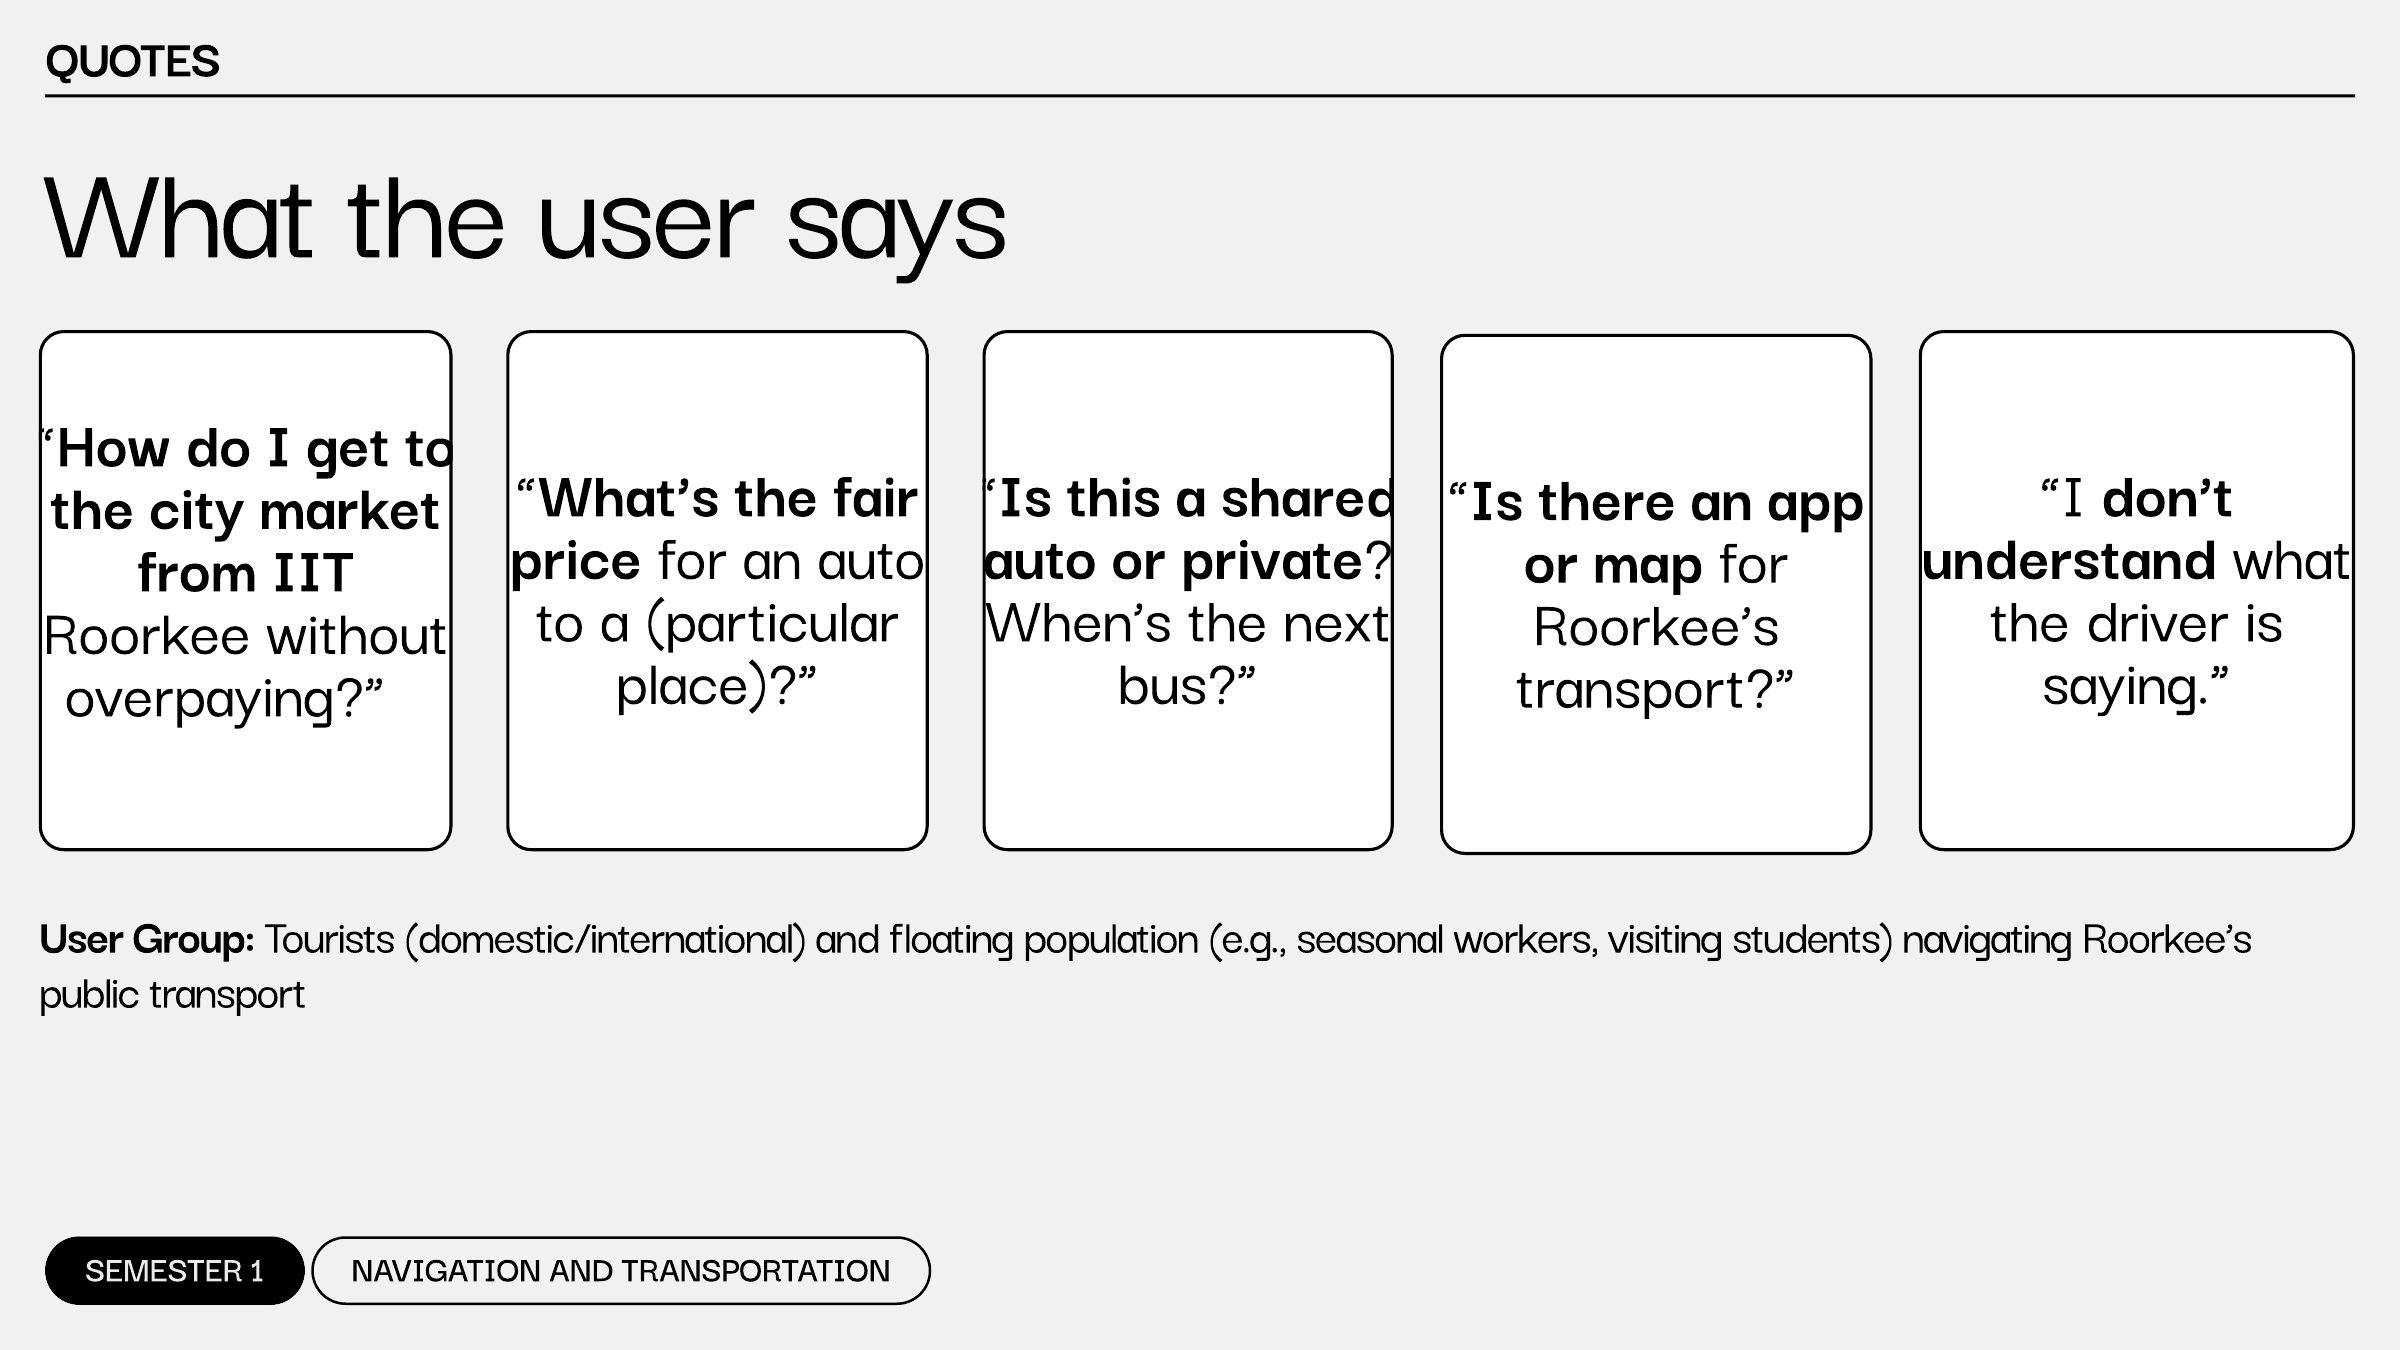 QUOTES
What the user says
“How do I get to
the city market
from IIT
Roorkee without
overpaying?”
“What’s the fair
price for an auto
to a (particular
place)?”
“Is this a shared
auto or private?
When’s the next
bus?”
“Is there an app
or map for
Roorkee’s
transport?”
“I don’t
understand what
the driver is
saying.”
User Group: Tourists (domestic/international) and floating population (e.g., seasonal workers, visiting students) navigating Roorkee’s
public transport
SEMESTER 1
NAVIGATION AND TRANSPORTATION